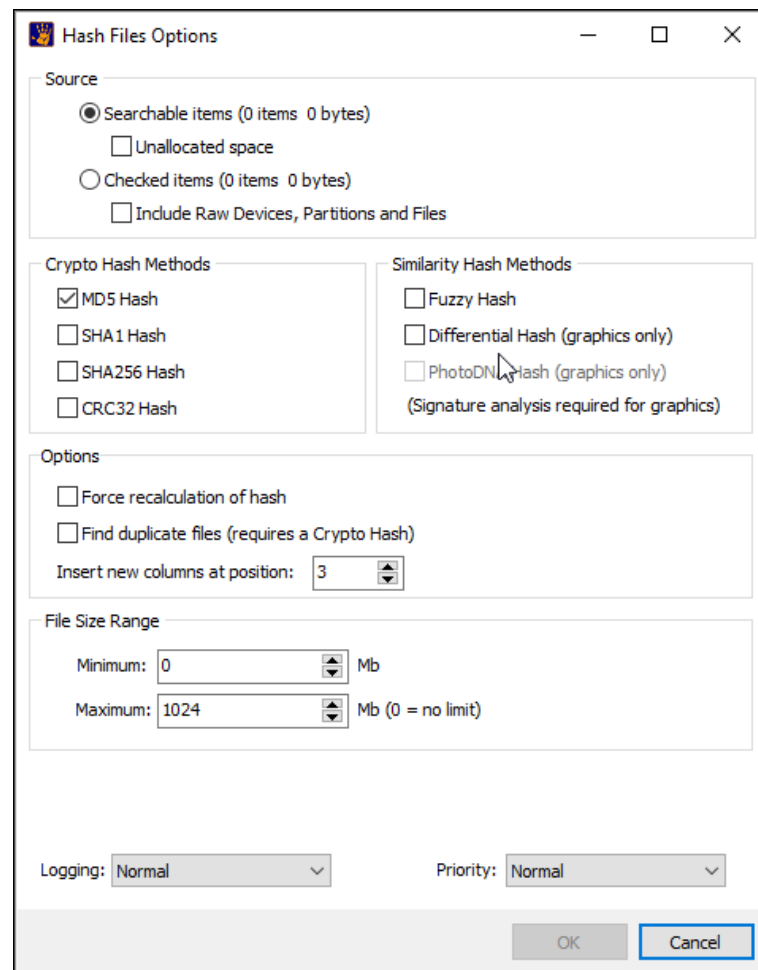 Hash Files Options
Source
Searchable items (0 items 0 bytes)
Unallocated space
Checked items (0 items 0 bytes)
Include Raw Devices, Partitions and Files
Crypto Hash Methods
MD5 Hash
SHA1 Hash
SHA256 Hash
CRC32 Hash
Similarity Hash Methods
Fuzzy Hash
Differential Hash (graphics only)
PhotoDNA Hash (graphics only)
(Signature analysis required for graphics)
Options
Force recalculation of hash
Find duplicate files (requires a Crypto Hash)
Insert new columns at position: 3
File Size Range
Minimum: 0 Mb
Maximum: 1024 Mb (0 = no limit)
Logging: Normal Priority: Normal
OK Cancel